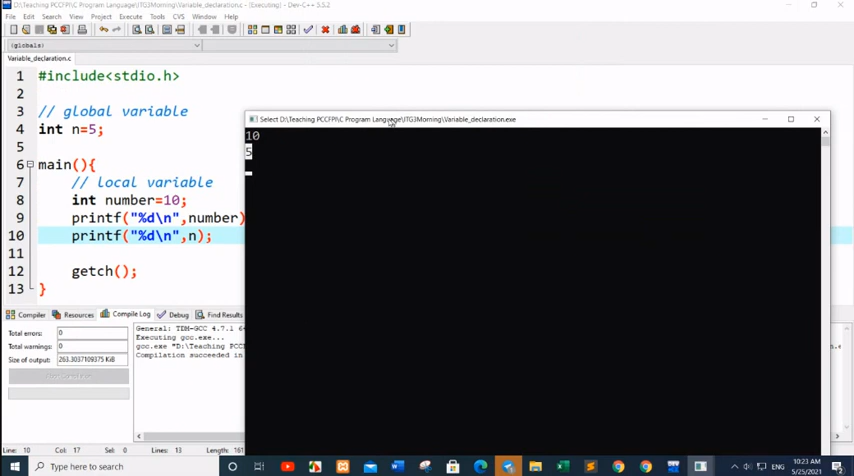 D:\Teaching PCCFPI\C Program Language\ITG3Morning\Variable_declaration.c - [Executing] - Dev-C++ 5.5.2
File Edit Search View Project Execute Tools CVS Window Help
(globals)
Variable_declaration.c
1 #include<stdio.h>
2
3 // global variable
4 int n=5;
5
6 main(){
7 // local variable
8 int number=10;
9 printf("%d\n",number)
10 printf("%d\n",n);
11
12 getch();
13 }
Select D:\Teaching PCCFPI\C Program Language\ITG3Morning\Variable_declaration.exe
10
5
Compiler Resources Compile Log Debug Find Results
Total errors: 0
Total warnings: 0
Size of output: 263.3037109375 KiB
General: TDM-GCC 4.7.1 6
Executing gcc.exe...
gcc.exe "D:\Teaching PCCF
Compilation succeeded in
Line: 10 Col: 17 Sel: 0 Lines: 13 Length: 161
Type here to search
ENG
10:23 AM
5/25/2021